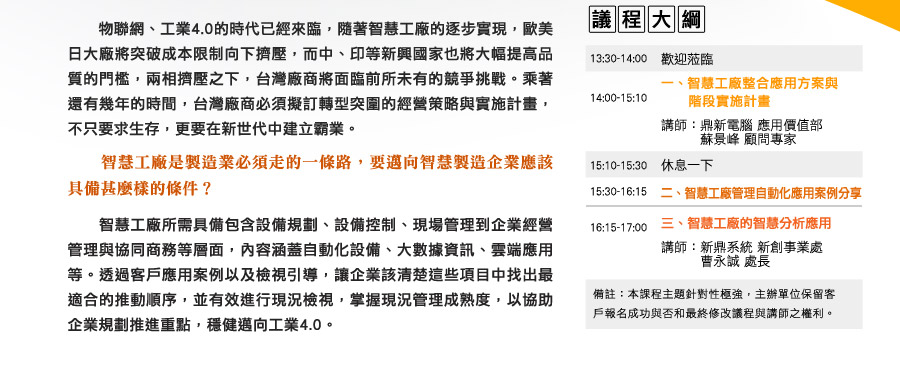 物聯網、工業4.0的時代已經來臨，隨著智慧工廠的逐步實現，歐美
日大廠將突破成本限制向下擠壓，而中、印等新興國家也將大幅提高品
質的門檻，兩相擠壓之下，台灣廠商將面臨前所未有的競爭挑戰。乘著
還有幾年的時間，台灣廠商必須擬訂轉型突圍的經營策略與實施計畫，
不只要求生存，更要在新世代中建立霸業。
智慧工廠是製造業必須走的一條路，要邁向智慧製造企業應該
具備甚麼樣的條件？
智慧工廠所需具備包含設備規劃、設備控制、現場管理到企業經營
管理與協同商務等層面，內容涵蓋自動化設備、大數據資訊、雲端應用
等。透過客戶應用案例以及檢視引導，讓企業該清楚這些項目中找出最
適合的推動順序，並有效進行現況檢視，掌握現況管理成熟度，以協助
企業規劃推進重點，穩健邁向工業4.0。
議程大綱
13:30-14:00 歡迎蒞臨
14:00-15:10 一、智慧工廠整合應用方案與
階段實施計畫
講師：鼎新電腦 應用價值部
蘇景峰 顧問專家
15:10-15:30 休息一下
15:30-16:15 二、智慧工廠管理自動化應用案例分享
16:15-17:00 三、智慧工廠的智慧分析應用
講師：新鼎系統 新創事業處
曹永誠 處長
備註：本課程主題針對性極強，主辦單位保留客
戶報名成功與否和最終修改議程與講師之權利。